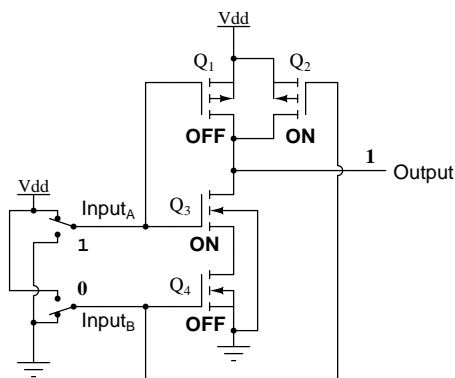 Vdd
Q1
Q2
OFF
ON
1
Output
Vdd
InputA
Q3
1
ON
0
Q4
InputB
OFF